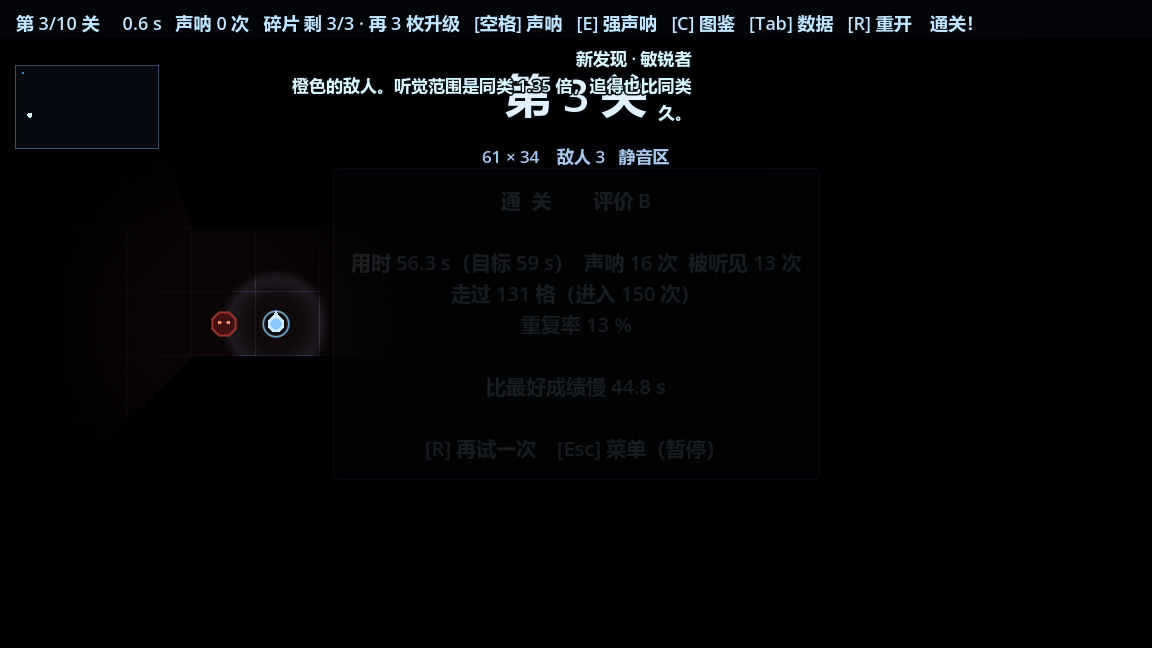 第 3/10 关 0.6 s 声呐 0 次 碎片 剩 3/3 · 再 3 枚升级 [空格] 声呐 [E] 强声呐 [C] 图鉴 [Tab] 数据 [R] 重开 通关！
新发现 · 敏锐者
橙色的敌人。听觉范围是同类 1.35 倍，追得也比同类
久。
第 3 关
61 × 34 敌人 3 静音区
通 关 评价 B
用时 56.3 s（目标 59 s） 声呐 16 次 被听见 13 次
走过 131 格（进入 150 次）
重复率 13 %
比最好成绩慢 44.8 s
[R] 再试一次 [Esc] 菜单（暂停）